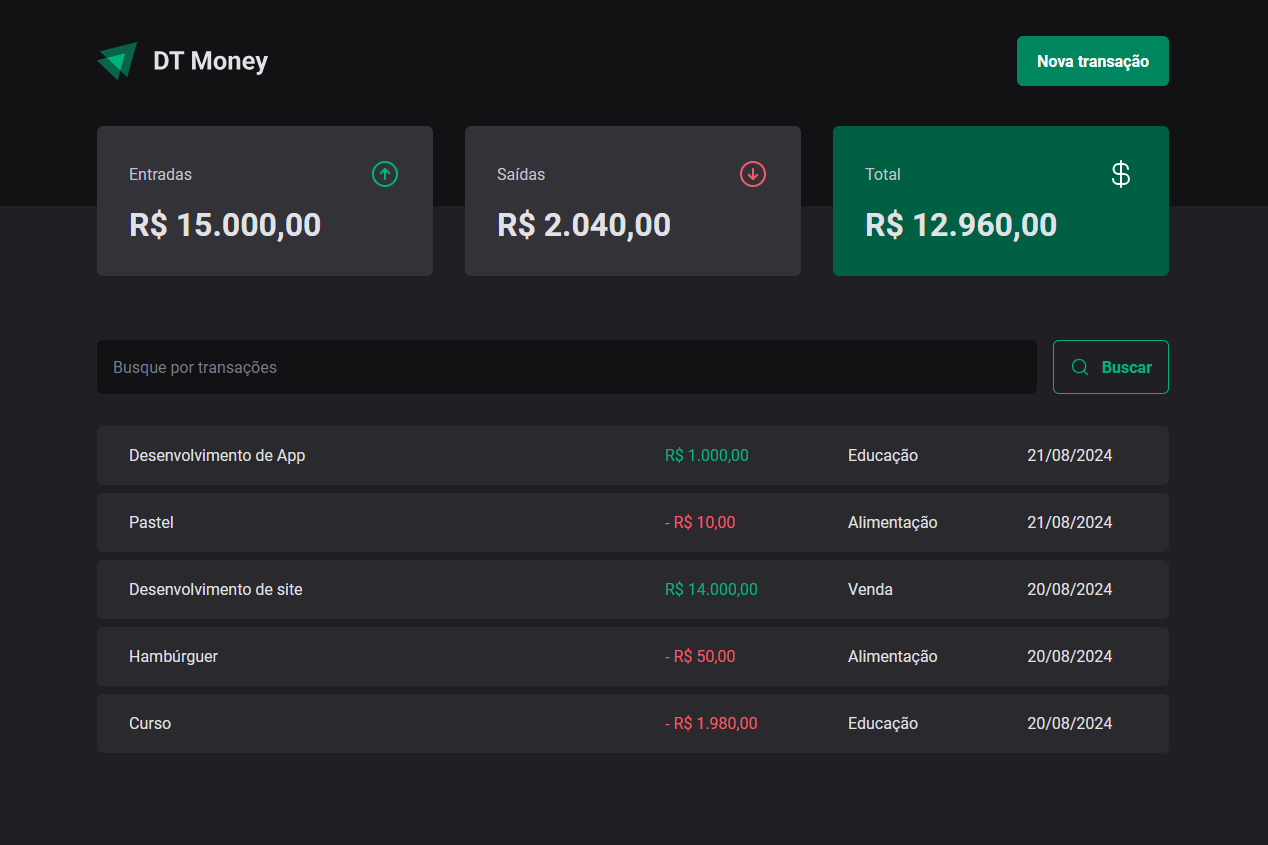 DT Money
Nova transação
Entradas
R$ 15.000,00
Saídas
R$ 2.040,00
Total
$
R$ 12.960,00
Busque por transações
Buscar
Desenvolvimento de App R$ 1.000,00 Educação 21/08/2024
Pastel - R$ 10,00 Alimentação 21/08/2024
Desenvolvimento de site R$ 14.000,00 Venda 20/08/2024
Hambúrguer - R$ 50,00 Alimentação 20/08/2024
Curso - R$ 1.980,00 Educação 20/08/2024